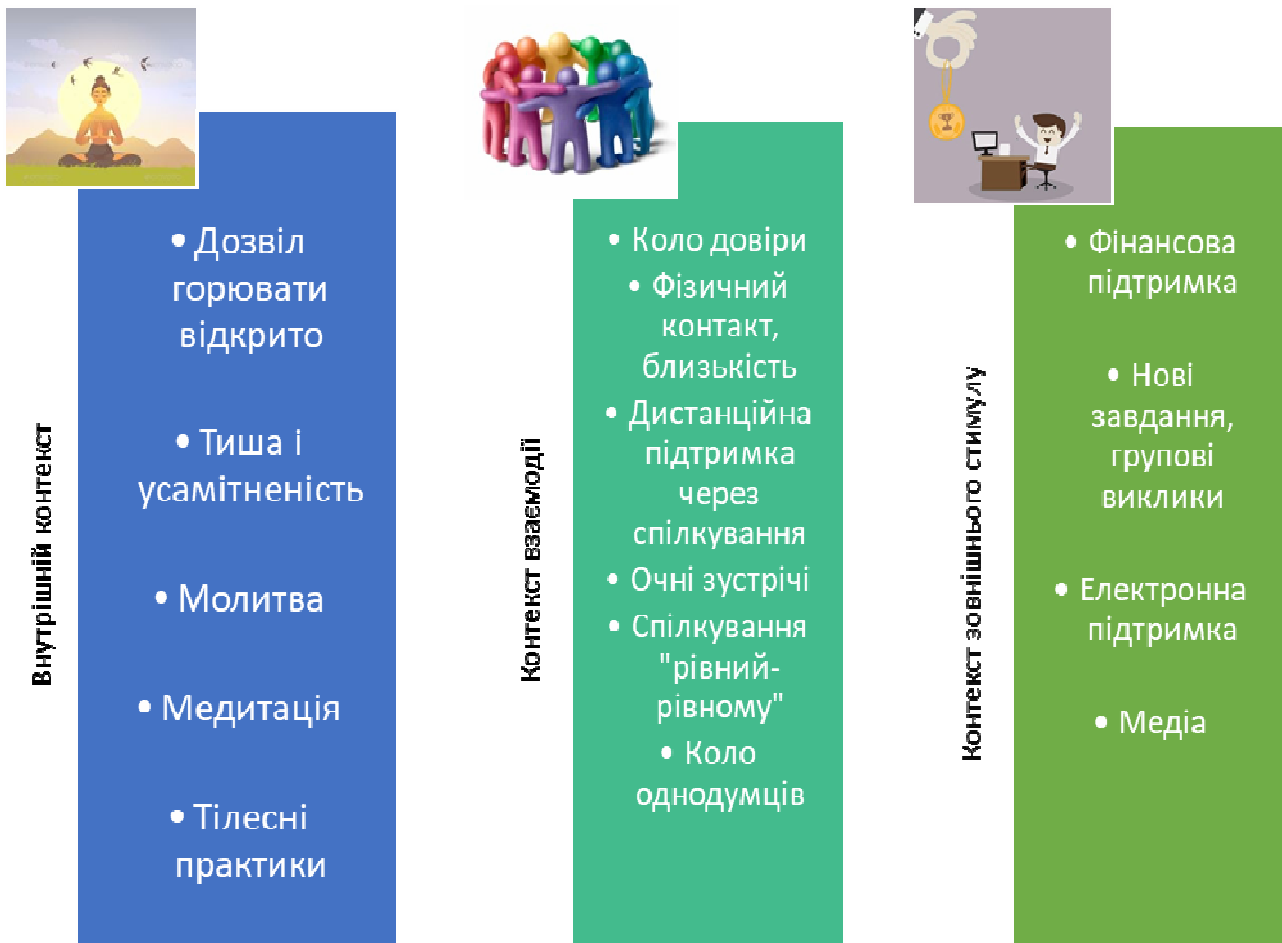 Внутрішній контекст
• Дозвіл
горювати
відкрито
• Тиша і
усамітненість
• Молитва
• Медитація
• Тілесні
практики
Контекст взаємодії
• Коло довіри
• Фізичний
контакт,
близькість
• Дистанційна
підтримка
через
спілкування
• Очні зустрічі
• Спілкування
"рівний-
рівному"
• Коло
однодумців
Контекст зовнішнього стимулу
• Фінансова
підтримка
• Нові
завдання,
групові
виклики
• Електронна
підтримка
• Медіа